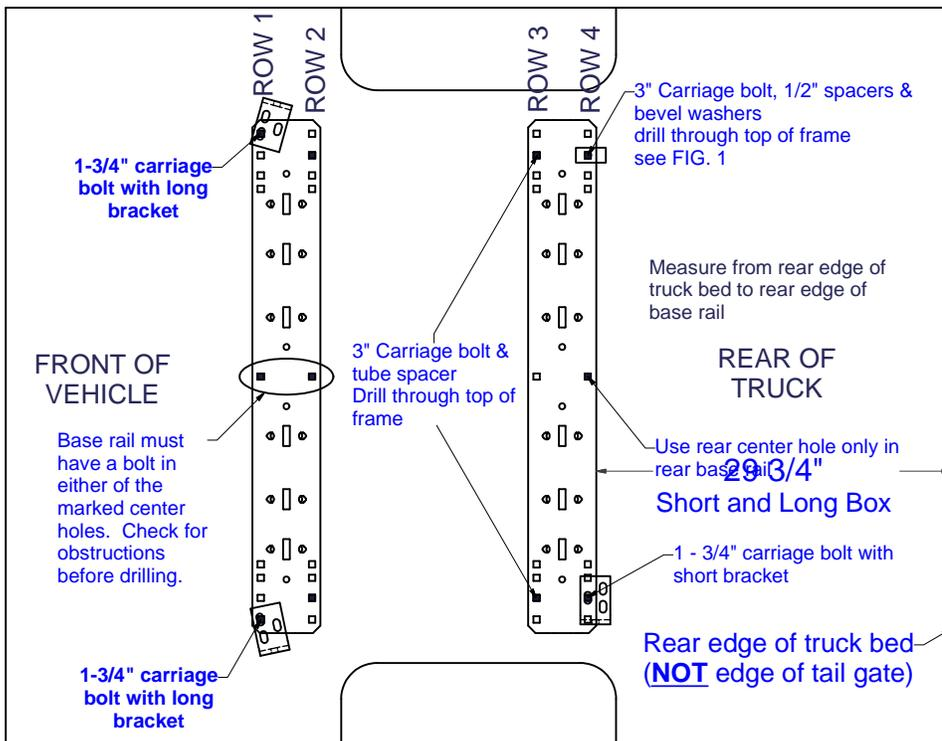 ROW 1
ROW 2
ROW 3
ROW 4
3" Carriage bolt, 1/2" spacers &
bevel washers
drill through top of frame
see FIG. 1
1-3/4" carriage
bolt with long
bracket
Measure from rear edge of
truck bed to rear edge of
base rail
FRONT OF
VEHICLE
3" Carriage bolt &
tube spacer
Drill through top of
frame
REAR OF
TRUCK
Base rail must
have a bolt in
either of the
marked center
holes. Check for
obstructions
before drilling.
Use rear center hole only in
rear base rail
29 3/4"
Short and Long Box
1 - 3/4" carriage bolt with
short bracket
Rear edge of truck bed
(NOT edge of tail gate)
1-3/4" carriage
bolt with long
bracket